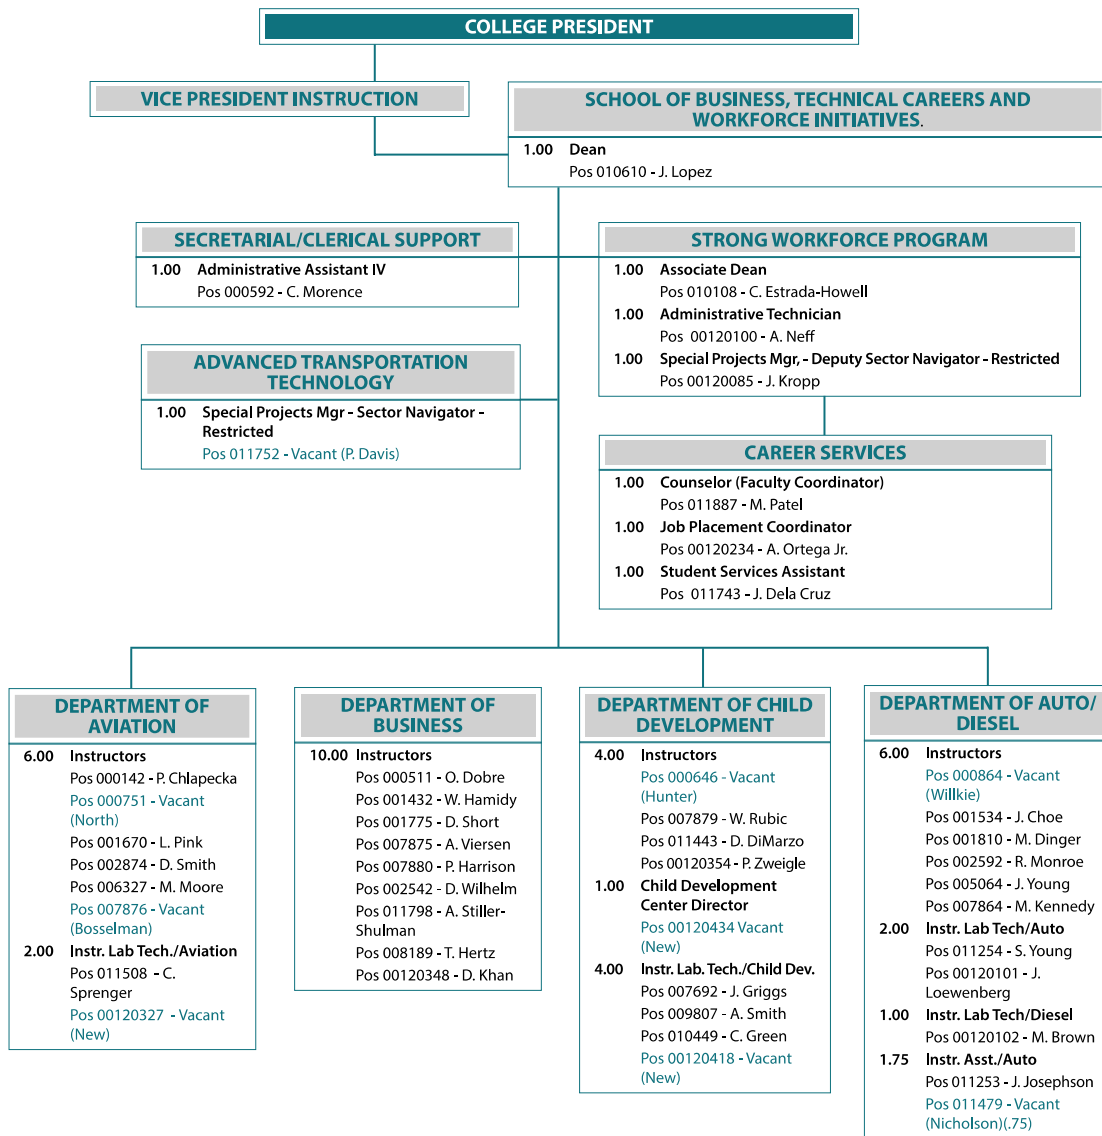 COLLEGE PRESIDENT
VICE PRESIDENT INSTRUCTION
SCHOOL OF BUSINESS, TECHNICAL CAREERS AND
WORKFORCE INITIATIVES.
1.00 Dean
Pos 010610 - J. Lopez
SECRETARIAL/CLERICAL SUPPORT
1.00 Administrative Assistant IV
Pos 000592 - C. Morence
STRONG WORKFORCE PROGRAM
1.00 Associate Dean
Pos 010108 - C. Estrada-Howell
1.00 Administrative Technician
Pos 00120100 - A. Neff
1.00 Special Projects Mgr, - Deputy Sector Navigator - Restricted
Pos 00120085 - J. Kropp
ADVANCED TRANSPORTATION
TECHNOLOGY
1.00 Special Projects Mgr - Sector Navigator -
Restricted
Pos 011752 - Vacant (P. Davis)
CAREER SERVICES
1.00 Counselor (Faculty Coordinator)
Pos 011887 - M. Patel
1.00 Job Placement Coordinator
Pos 00120234 - A. Ortega Jr.
1.00 Student Services Assistant
Pos 011743 - J. Dela Cruz
DEPARTMENT OF
AVIATION
6.00 Instructors
Pos 000142 - P. Chlapecka
Pos 000751 - Vacant
(North)
Pos 001670 - L. Pink
Pos 002874 - D. Smith
Pos 006327 - M. Moore
Pos 007876 - Vacant
(Bosselman)
2.00 Instr. Lab Tech./Aviation
Pos 011508 - C.
Sprenger
Pos 00120327 - Vacant
(New)
DEPARTMENT OF
BUSINESS
10.00 Instructors
Pos 000511 - O. Dobre
Pos 001432 - W. Hamidy
Pos 001775 - D. Short
Pos 007875 - A. Viersen
Pos 007880 - P. Harrison
Pos 002542 - D. Wilhelm
Pos 011798 - A. Stiller-
Shulman
Pos 008189 - T. Hertz
Pos 00120348 - D. Khan
DEPARTMENT OF CHILD
DEVELOPMENT
4.00 Instructors
Pos 000646 - Vacant
(Hunter)
Pos 007879 - W. Rubic
Pos 011443 - D. DiMarzo
Pos 00120354 - P. Zweigle
1.00 Child Development
Center Director
Pos 00120434 Vacant
(New)
4.00 Instr. Lab. Tech./Child Dev.
Pos 007692 - J. Griggs
Pos 009807 - A. Smith
Pos 010449 - C. Green
Pos 00120418 - Vacant
(New)
DEPARTMENT OF AUTO/
DIESEL
6.00 Instructors
Pos 000864 - Vacant
(Willkie)
Pos 001534 - J. Choe
Pos 001810 - M. Dinger
Pos 002592 - R. Monroe
Pos 005064 - J. Young
Pos 007864 - M. Kennedy
2.00 Instr. Lab Tech/Auto
Pos 011254 - S. Young
Pos 00120101 - J.
Loewenberg
1.00 Instr. Lab Tech/Diesel
Pos 00120102 - M. Brown
1.75 Instr. Asst./Auto
Pos 011253 - J. Josephson
Pos 011479 - Vacant
(Nicholson)(.75)